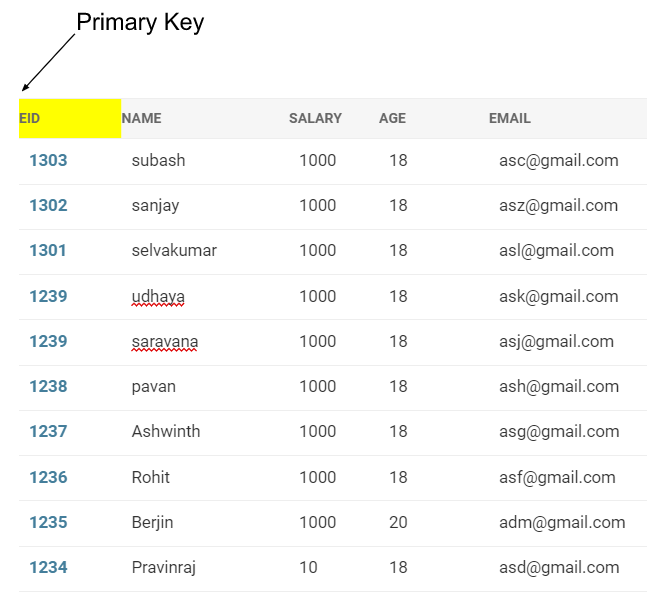 Primary Key
EID NAME SALARY AGE EMAIL
1303 subash 1000 18 asc@gmail.com
1302 sanjay 1000 18 asz@gmail.com
1301 selvakumar 1000 18 asl@gmail.com
1239 udhaya 1000 18 ask@gmail.com
1239 saravana 1000 18 asj@gmail.com
1238 pavan 1000 18 ash@gmail.com
1237 Ashwinth 1000 18 asg@gmail.com
1236 Rohit 1000 18 asf@gmail.com
1235 Berjin 1000 20 adm@gmail.com
1234 Pravinraj 10 18 asd@gmail.com